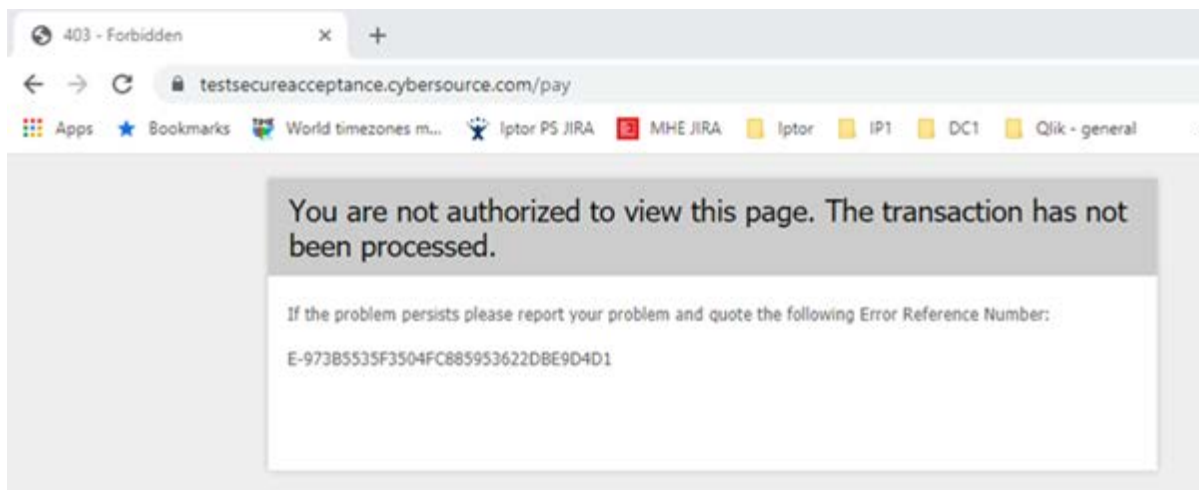 403 - Forbidden
testsecureacceptance.cybersource.com/pay
Apps Bookmarks World timezones m... Iptor PS JIRA MHE JIRA Iptor IP1 DC1 Qlik - general
You are not authorized to view this page. The transaction has not
been processed.
If the problem persists please report your problem and quote the following Error Reference Number:
E-973B5535F3504FC885953622DBE9D4D1